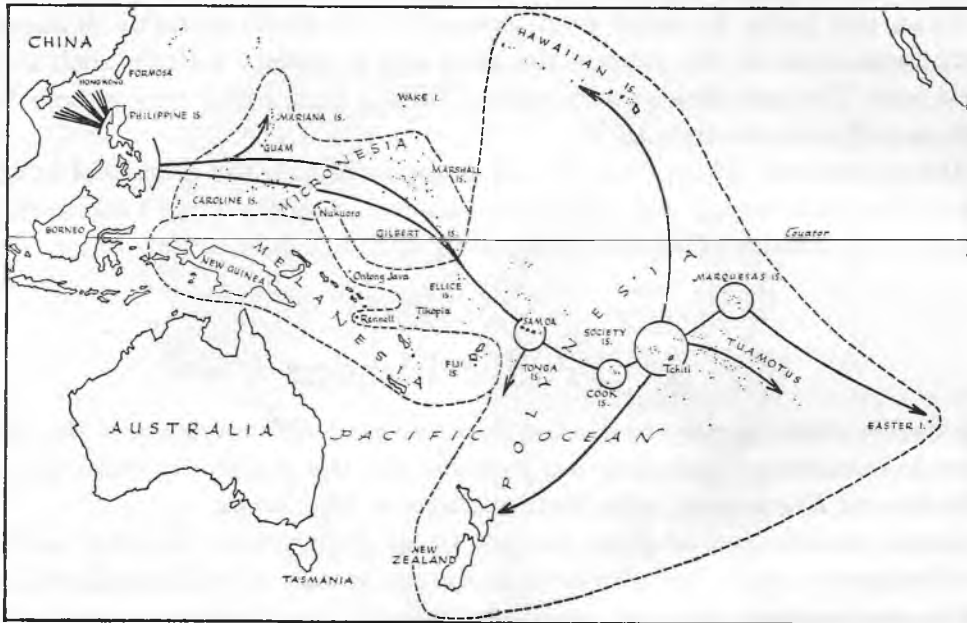 CHINA
FORMOSA
HONGKONG
PHILIPPINE IS.
MARIANA IS.
GUAM
WAKE I.
HAWAIIAN IS.
MICRONESIA
MARSHALL IS.
CAROLINE IS.
Nukuoro
GILBERT IS.
BORNEO
Equator
NEW GUINEA
MELANESIA
Ontong Java
ELLICE IS.
Tikopia
Rennell
FIJI IS.
SAMOA
TONGA IS.
SOCIETY IS.
COOK IS.
Tahiti
MARQUESAS IS.
TUAMOTUS
EASTER I.
POLYNESIA
AUSTRALIA
PACIFIC OCEAN
TASMANIA
NEW ZEALAND